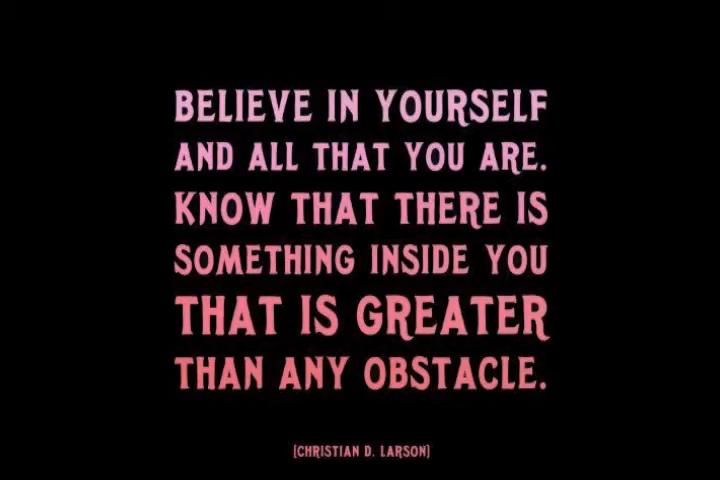 BELIEVE IN YOURSELF
AND ALL THAT YOU ARE.
KNOW THAT THERE IS
SOMETHING INSIDE YOU
THAT IS GREATER
THAN ANY OBSTACLE.
[CHRISTIAN D. LARSON]